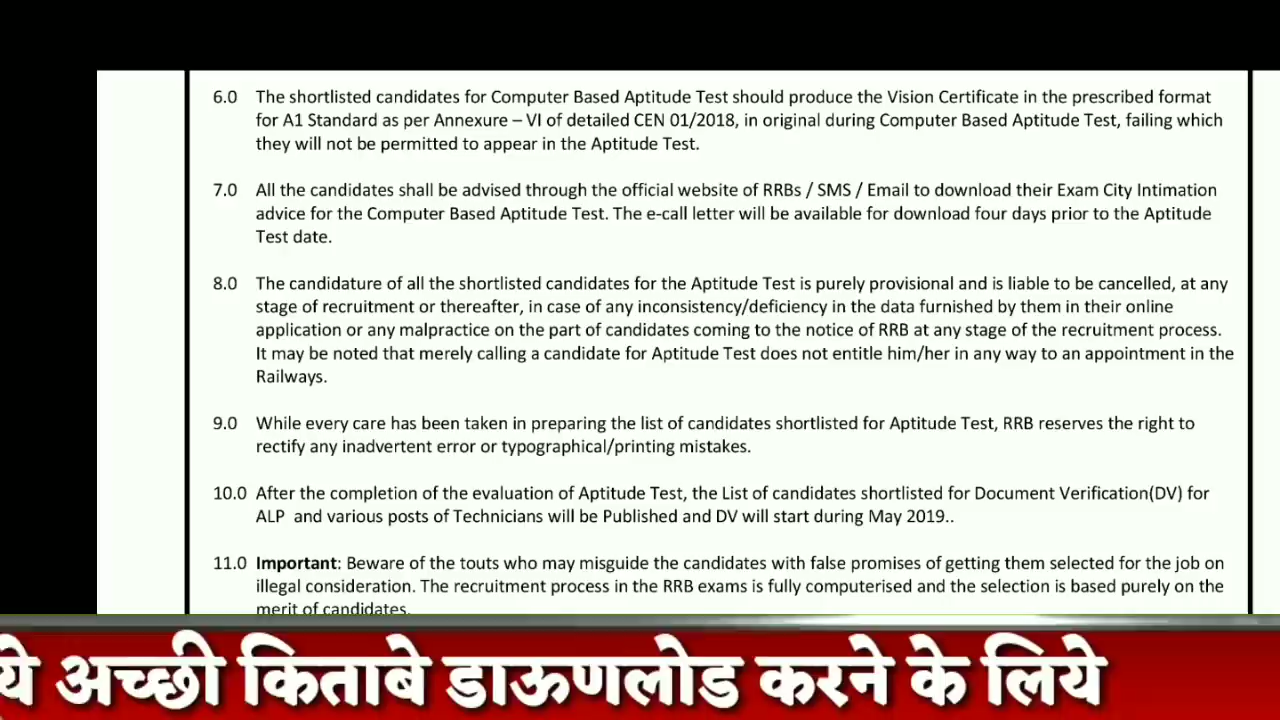 6.0 The shortlisted candidates for Computer Based Aptitude Test should produce the Vision Certificate in the prescribed format
for A1 Standard as per Annexure – VI of detailed CEN 01/2018, in original during Computer Based Aptitude Test, failing which
they will not be permitted to appear in the Aptitude Test.
7.0 All the candidates shall be advised through the official website of RRBs / SMS / Email to download their Exam City Intimation
advice for the Computer Based Aptitude Test. The e-call letter will be available for download four days prior to the Aptitude
Test date.
8.0 The candidature of all the shortlisted candidates for the Aptitude Test is purely provisional and is liable to be cancelled, at any
stage of recruitment or thereafter, in case of any inconsistency/deficiency in the data furnished by them in their online
application or any malpractice on the part of candidates coming to the notice of RRB at any stage of the recruitment process.
It may be noted that merely calling a candidate for Aptitude Test does not entitle him/her in any way to an appointment in the
Railways.
9.0 While every care has been taken in preparing the list of candidates shortlisted for Aptitude Test, RRB reserves the right to
rectify any inadvertent error or typographical/printing mistakes.
10.0 After the completion of the evaluation of Aptitude Test, the List of candidates shortlisted for Document Verification(DV) for
ALP and various posts of Technicians will be Published and DV will start during May 2019..
11.0 Important: Beware of the touts who may misguide the candidates with false promises of getting them selected for the job on
illegal consideration. The recruitment process in the RRB exams is fully computerised and the selection is based purely on the
merit of candidates.
ये अच्छी किताबे डाऊणलोड करने के लिये